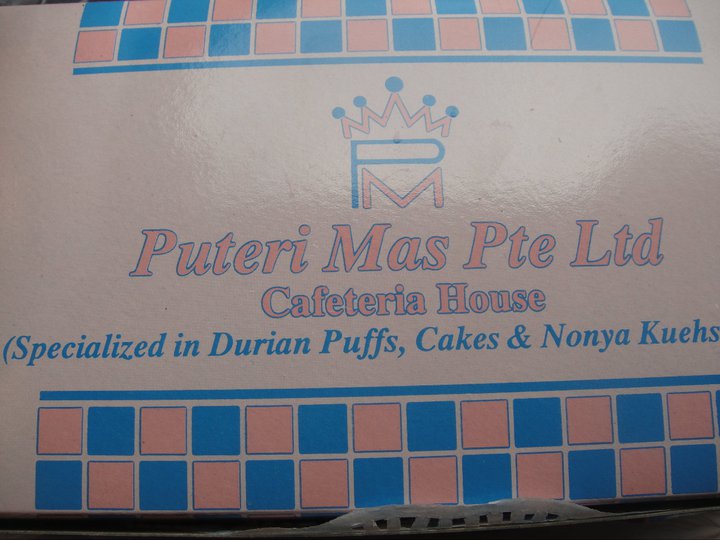 PM
Puteri Mas Pte Ltd
Cafeteria House
(Specialized in Durian Puffs, Cakes & Nonya Kuehs